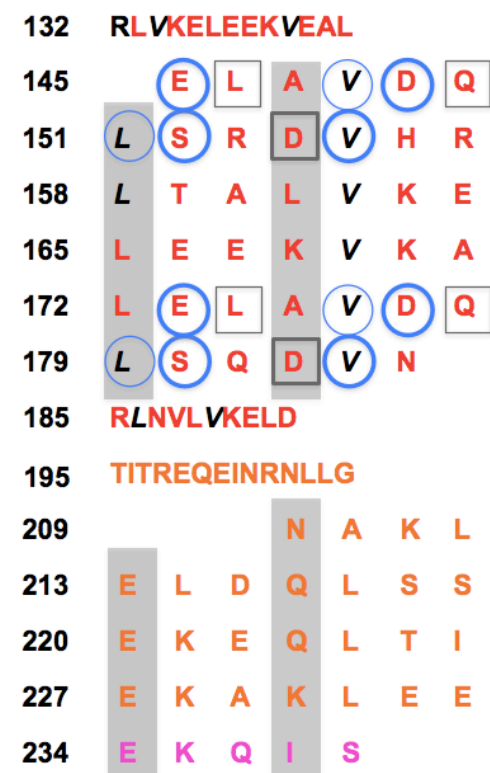 132 RLVKELEEKVEAL
145 E L A V D Q
151 L S R D V H R
158 L T A L V K E
165 L E E K V K A
172 L E L A V D Q
179 L S Q D V N
185 RLNVLVKELD
195 TITREQEINRNLLG
209 N A K L
213 E L D Q L S S
220 E K E Q L T I
227 E K A K L E E
234 E K Q I S